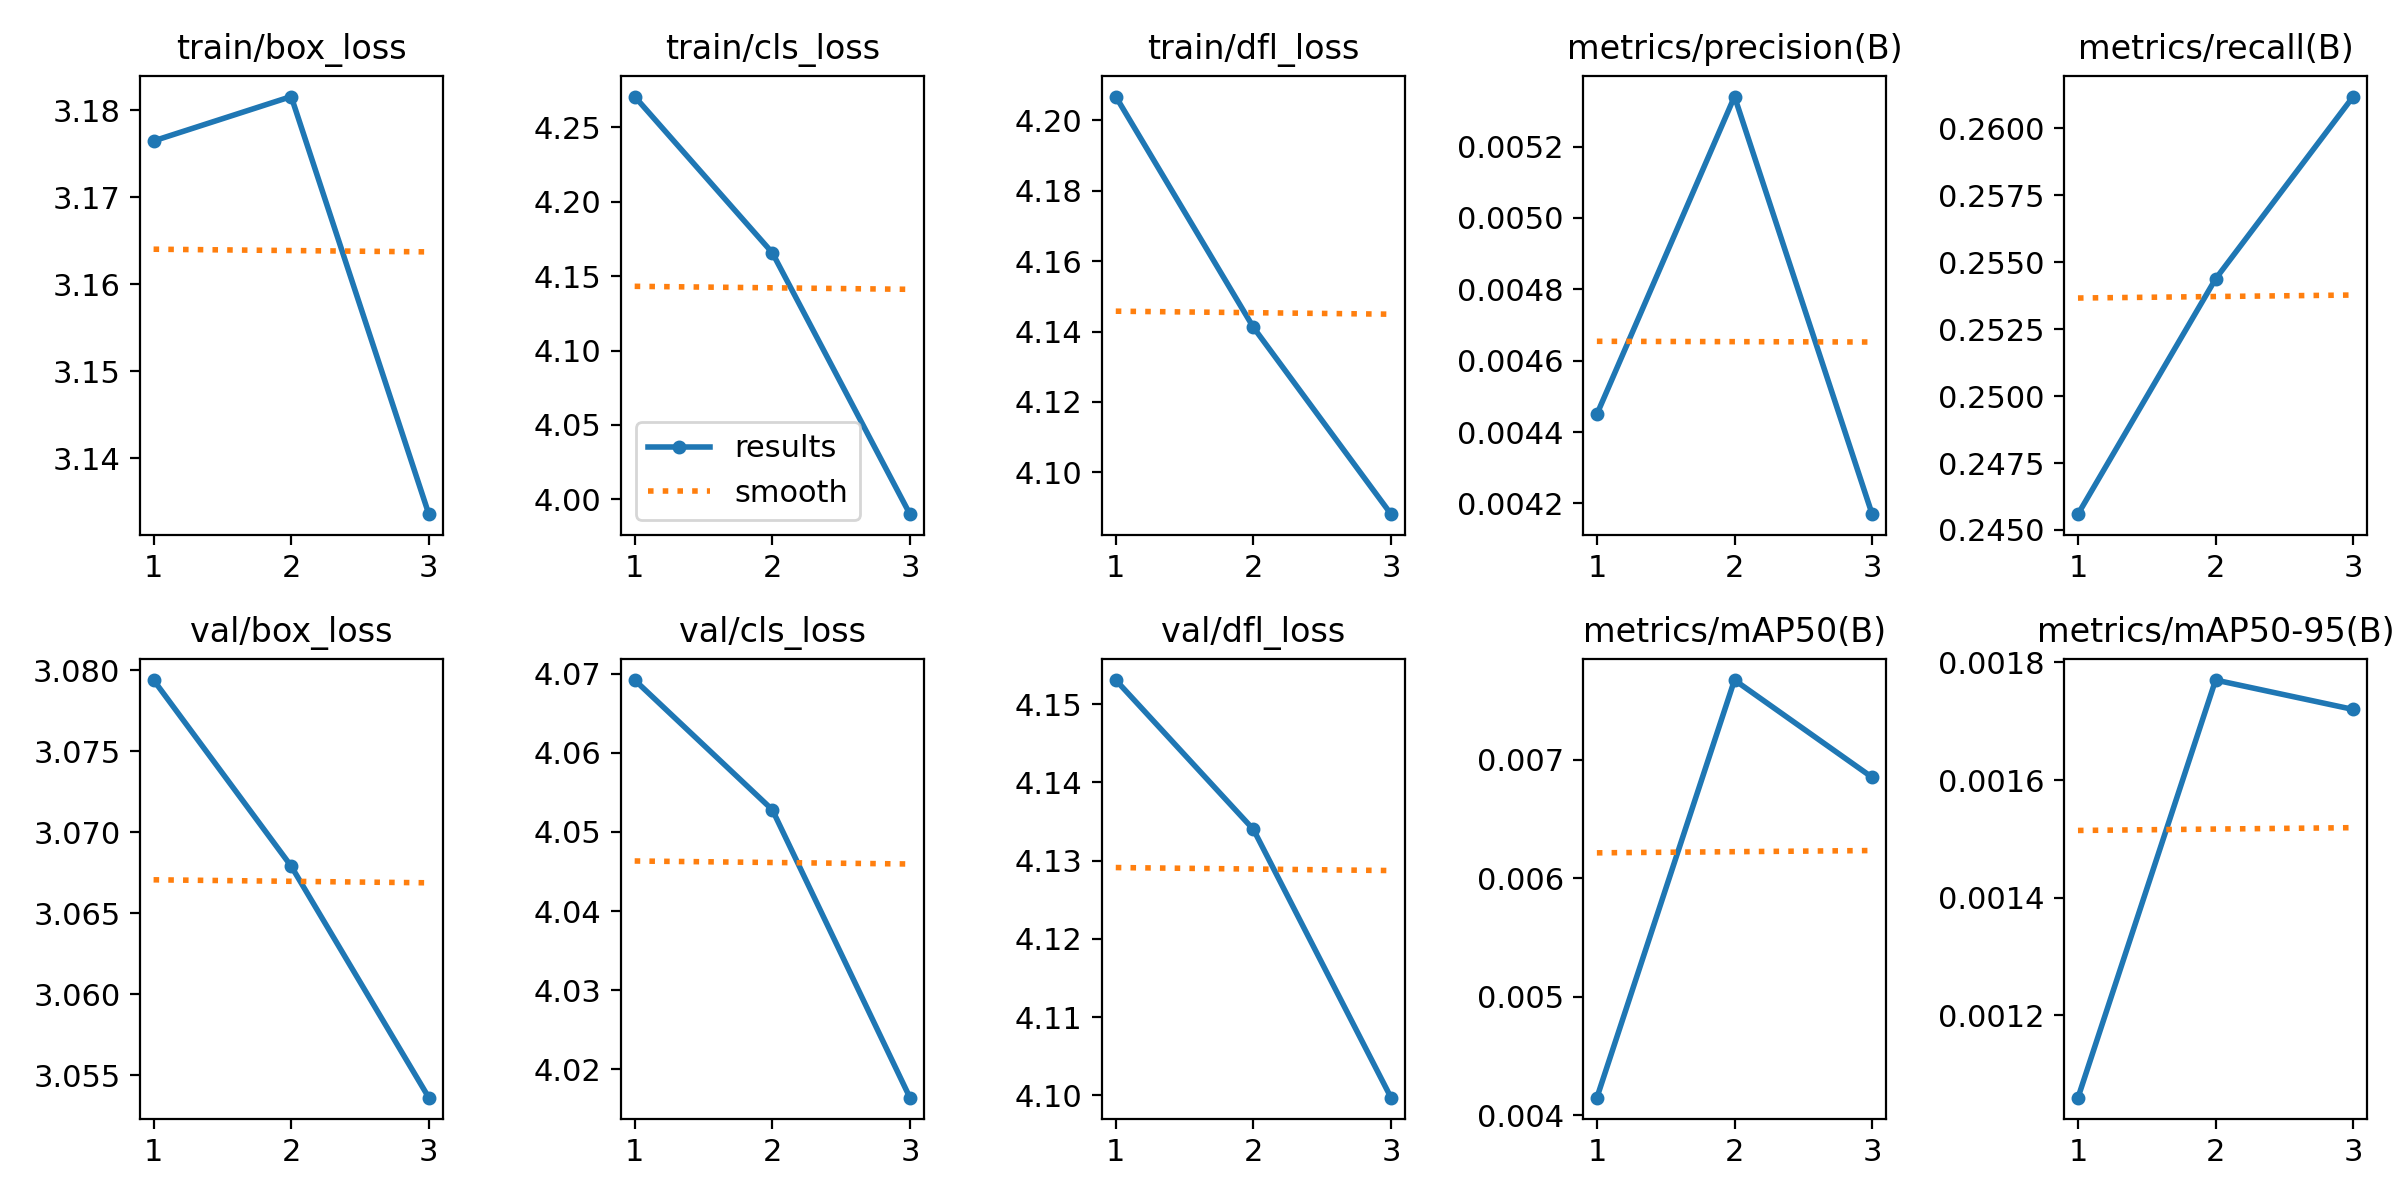 train/box_loss
3.18
3.17
3.16
3.15
3.14
1 2 3
train/cls_loss
4.25
4.20
4.15
4.10
4.05
4.00
results
smooth
1 2 3
train/dfl_loss
4.20
4.18
4.16
4.14
4.12
4.10
1 2 3
metrics/precision(B)
0.0052
0.0050
0.0048
0.0046
0.0044
0.0042
1 2 3
metrics/recall(B)
0.2600
0.2575
0.2550
0.2525
0.2500
0.2475
0.2450
1 2 3
val/box_loss
3.080
3.075
3.070
3.065
3.060
3.055
1 2 3
val/cls_loss
4.07
4.06
4.05
4.04
4.03
4.02
1 2 3
val/dfl_loss
4.15
4.14
4.13
4.12
4.11
4.10
1 2 3
metrics/mAP50(B)
0.007
0.006
0.005
0.004
1 2 3
metrics/mAP50-95(B)
0.0018
0.0016
0.0014
0.0012
1 2 3